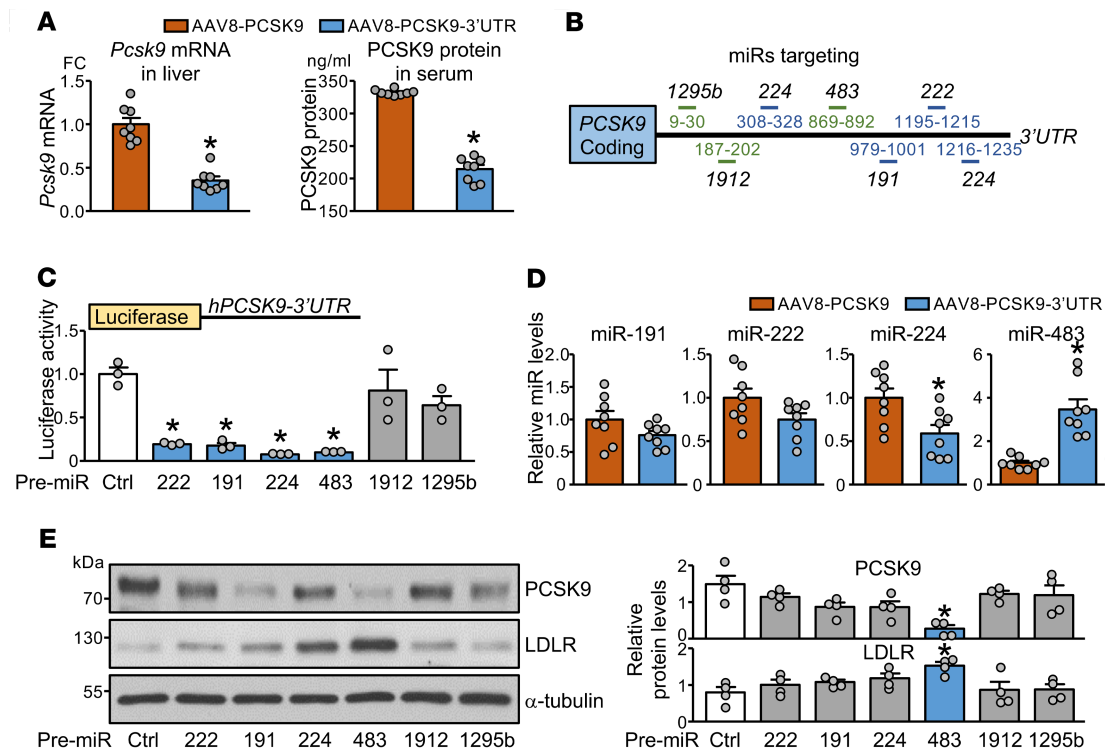 A
AAV8-PCSK9 AAV8-PCSK9-3'UTR
Pcsk9 mRNA
in liver
FC
Pcsk9 mRNA
1.5
1.0
0.5
0.0
*
PCSK9 protein
in serum
ng/ml
PCSK9 protein
350
300
250
200
150
*
B
miRs targeting
1295b 224 483 222
9-30 308-328 869-892 1195-1215
PCSK9
Coding
3'UTR
187-202 979-1001 1216-1235
1912 191 224
C
Luciferase hPCSK9-3'UTR
Luciferase activity
1.5
1.0
0.5
0
* * * *
Pre-miR Ctrl 222 191 224 483 1912 1295b
D
AAV8-PCSK9 AAV8-PCSK9-3'UTR
Relative miR levels
miR-191
2.0
1.5
1.0
0.5
0
miR-222
1.5
1.0
0.5
0
miR-224
1.5
1.0
0.5
0
*
miR-483
6
4
2
0
*
E
kDa
70
PCSK9
130
LDLR
55
α-tubulin
Pre-miR Ctrl 222 191 224 483 1912 1295b
Relative
protein levels
PCSK9
2
1
0
*
LDLR
2
1
0
*
Pre-miR Ctrl 222 191 224 483 1912 1295b